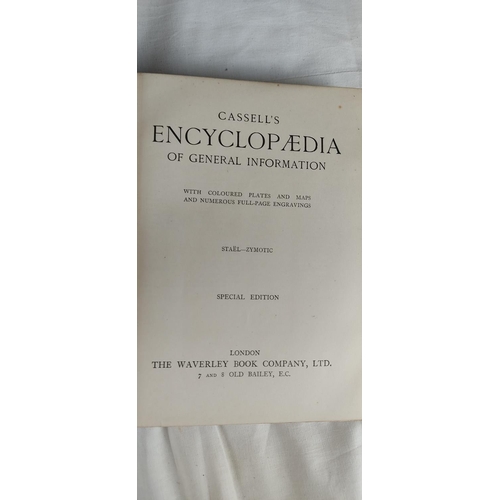 CASSELL'S
ENCYCLOPÆDIA
OF GENERAL INFORMATION
WITH COLOURED PLATES AND MAPS
AND NUMEROUS FULL-PAGE ENGRAVINGS
STAËL—ZYMOTIC
SPECIAL EDITION
LONDON
THE WAVERLEY BOOK COMPANY, LTD.
7 AND 8 OLD BAILEY, E.C.